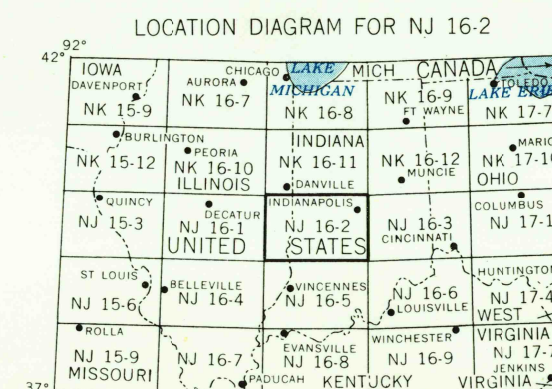 LOCATION DIAGRAM FOR NJ 16-2
92°
42°
IOWA
CHICAGO
LAKE
MICH
CANADA
DAVENPORT
AURORA
MICHIGAN
TOLEDO
LAKE ERIE
NK 15-9
NK 16-7
NK 16-8
NK 16-9
FT WAYNE
NK 17-7
BURLINGTON
INDIANA
PEORIA
NK 15-12
NK 16-10
NK 16-11
NK 16-12
NK 17-10
ILLINOIS
DANVILLE
MUNCIE
OHIO
QUINCY
DECATUR
INDIANAPOLIS
COLUMBUS
NJ 15-3
NJ 16-1
NJ 16-2
NJ 16-3
NJ 17-1
UNITED
STATES
CINCINNATI
ST LOUIS
BELLEVILLE
VINCENNES
HUNTINGTON
NJ 15-6
NJ 16-4
NJ 16-5
NJ 16-6
NJ 17-4
LOUISVILLE
WEST
ROLLA
EVANSVILLE
WINCHESTER
VIRGINIA
NJ 15-9
NJ 16-7
NJ 16-8
NJ 16-9
NJ 17-
MISSOURI
JENKINS
37°
PADUCAH
KENTUCKY
VIRGINIA